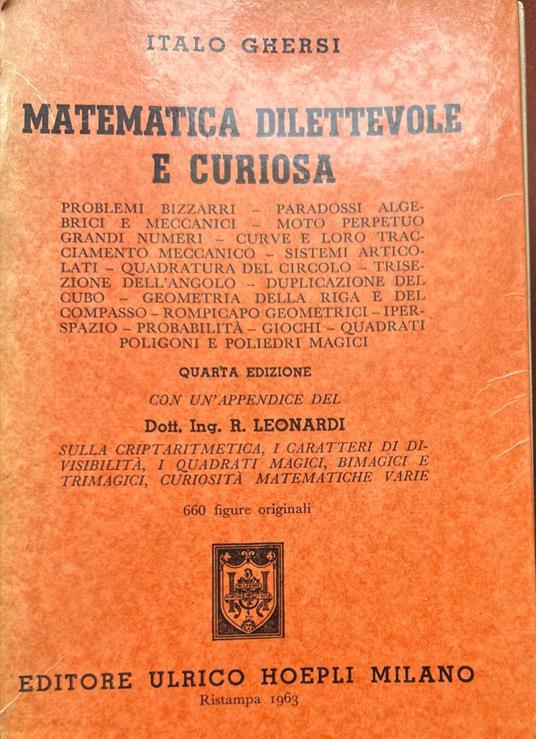 ITALO GHERSI
MATEMATICA DILETTEVOLE
E CURIOSA
PROBLEMI BIZZARRI – PARADOSSI ALGE-
BRICI E MECCANICI – MOTO PERPETUO
GRANDI NUMERI – CURVE E LORO TRAC-
CIAMENTO MECCANICO – SISTEMI ARTICO-
LATI – QUADRATURA DEL CIRCOLO – TRISE-
ZIONE DELL'ANGOLO – DUPLICAZIONE DEL
CUBO – GEOMETRIA DELLA RIGA E DEL
COMPASSO – ROMPICAPO GEOMETRICI – IPER-
SPAZIO – PROBABILITÀ – GIOCHI – QUADRATI
POLIGONI E POLIEDRI MAGICI
QUARTA EDIZIONE
CON UN'APPENDICE DEL
Dott. Ing. R. LEONARDI
SULLA CRIPTARITMETICA, I CARATTERI DI DI-
VISIBILITÀ, I QUADRATI MAGICI, BIMAGICI E
TRIMAGICI, CURIOSITÀ MATEMATICHE VARIE
660 figure originali
EDITORE ULRICO HOEPLI MILANO
Ristampa 1963